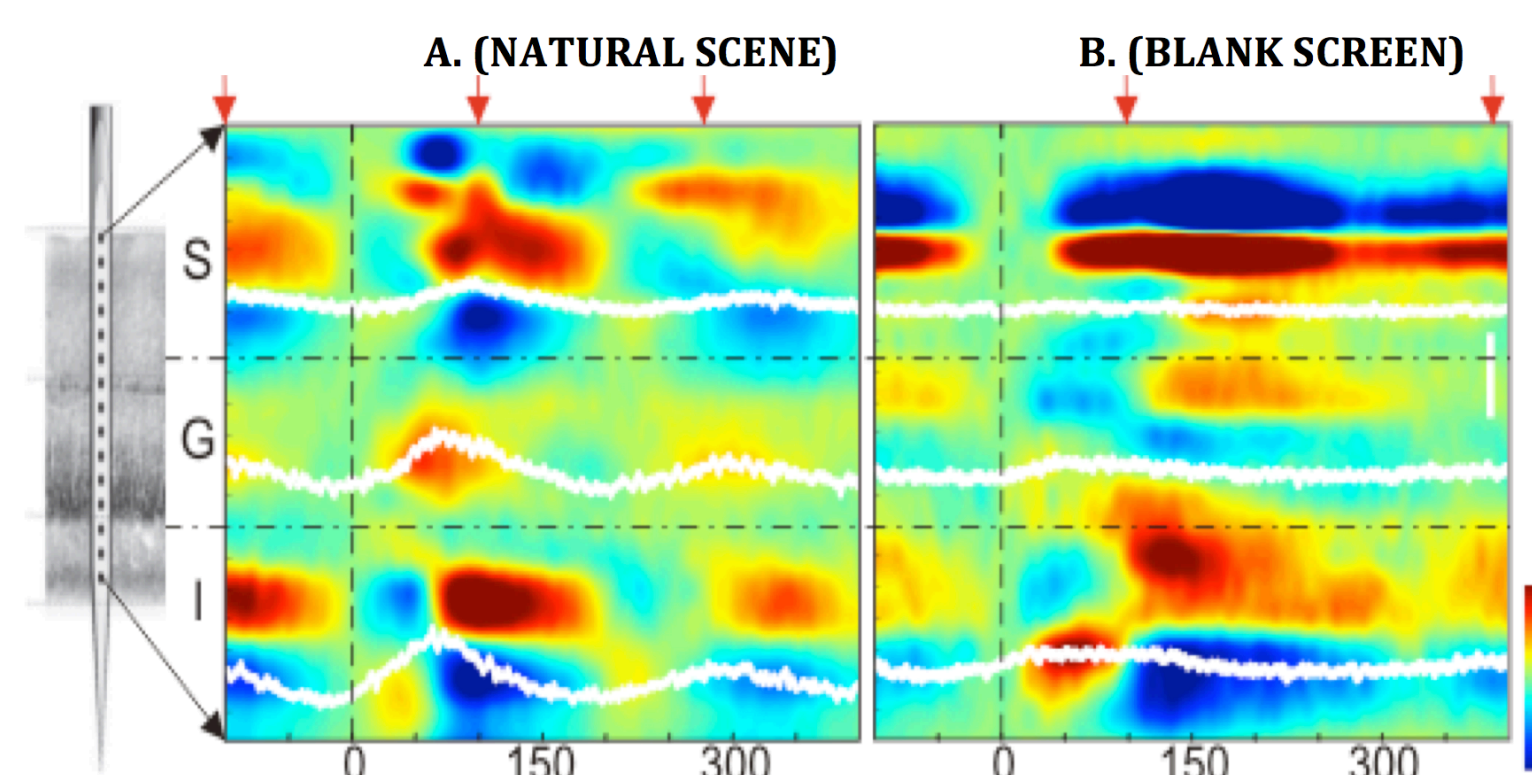 A. (NATURAL SCENE)
B. (BLANK SCREEN)
S
G
I
0 150 300
0 150 300